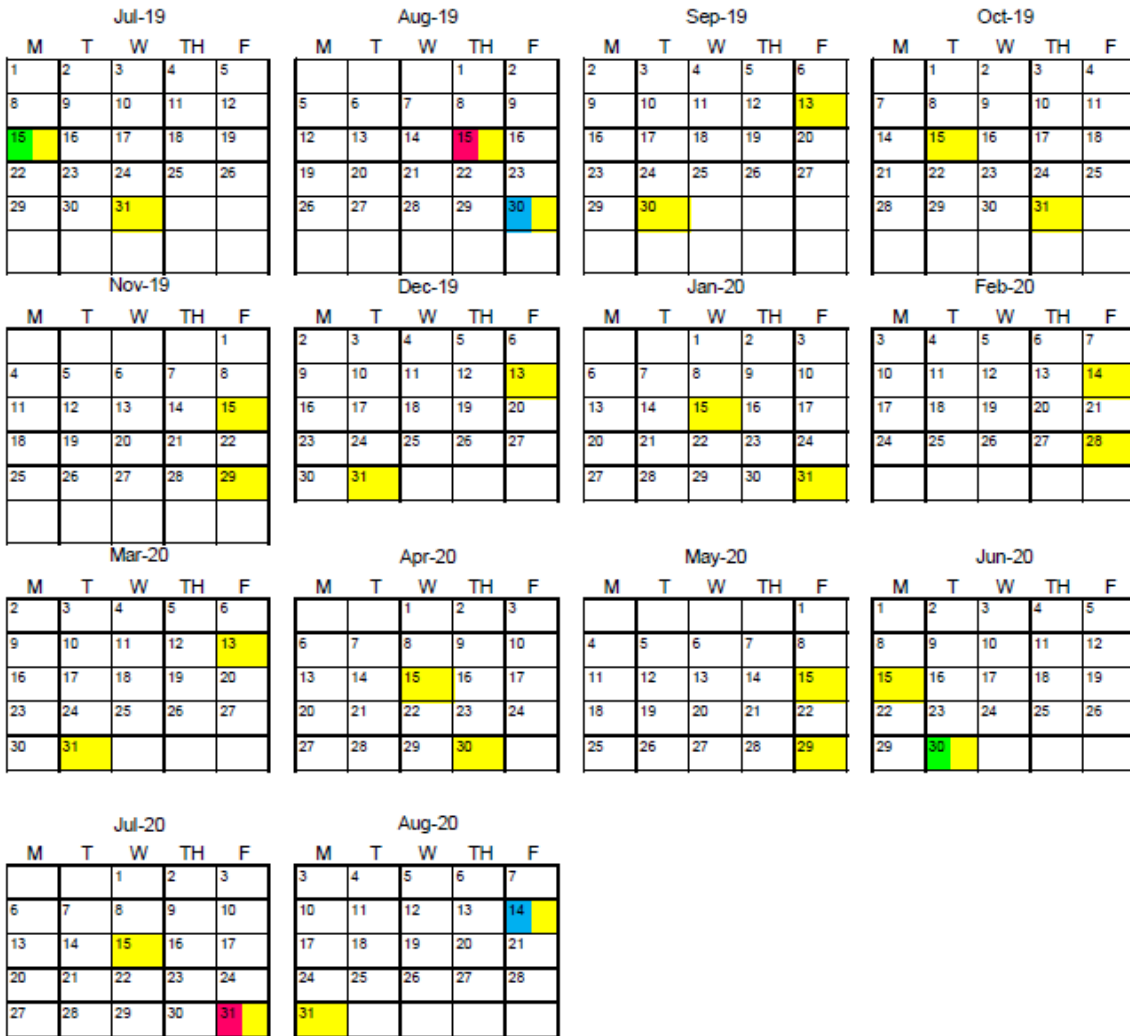 Jul-19 Aug-19 Sep-19 Oct-19
M T W TH F M T W TH F M T W TH F M T W TH F
1 2 3 4 5 1 2 2 3 4 5 6 1 2 3 4
8 9 10 11 12 5 6 7 8 9 9 10 11 12 13 7 8 9 10 11
15 16 17 18 19 12 13 14 15 16 16 17 18 19 20 14 15 16 17 18
22 23 24 25 26 19 20 21 22 23 23 24 25 26 27 21 22 23 24 25
29 30 31 26 27 28 29 30 29 30 28 29 30 31
Nov-19 Dec-19 Jan-20 Feb-20
M T W TH F M T W TH F M T W TH F M T W TH F
1 2 3 4 5 6 1 2 3 3 4 5 6 7
4 5 6 7 8 9 10 11 12 13 6 7 8 9 10 10 11 12 13 14
11 12 13 14 15 16 17 18 19 20 13 14 15 16 17 17 18 19 20 21
18 19 20 21 22 23 24 25 26 27 20 21 22 23 24 24 25 26 27 28
25 26 27 28 29 30 31 27 28 29 30 31
Mar-20 Apr-20 May-20 Jun-20
M T W TH F M T W TH F M T W TH F M T W TH F
2 3 4 5 6 1 2 3 1 1 2 3 4 5
9 10 11 12 13 6 7 8 9 10 4 5 6 7 8 8 9 10 11 12
16 17 18 19 20 13 14 15 16 17 11 12 13 14 15 15 16 17 18 19
23 24 25 26 27 20 21 22 23 24 18 19 20 21 22 22 23 24 25 26
30 31 27 28 29 30 25 26 27 28 29 29 30
Jul-20 Aug-20
M T W TH F M T W TH F
1 2 3 3 4 5 6 7
6 7 8 9 10 10 11 12 13 14
13 14 15 16 17 17 18 19 20 21
20 21 22 23 24 24 25 26 27 28
27 28 29 30 31 31